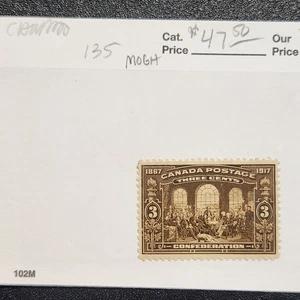 CANADA
135
MOGH
Cat. Price $47.50
Our Price
1867 CANADA POSTAGE 1917
THREE CENTS
3 3
CONFEDERATION
102M